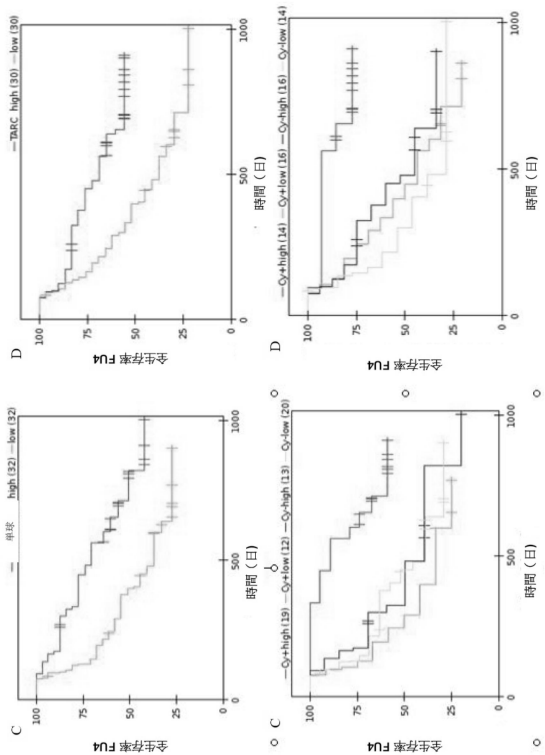 C
— 單球 high (32) — low (32)
全生存率 FU4
100
75
50
25
0
500
1000
時間（日）
D
—TARC high (30) — low (30)
全生存率 FU4
100
75
50
25
0
0
500
1000
時間（日）
C
—Cy+high (19) — Cy+low (12) —Cy-high (13) — Cy-low (20)
全生存率 FU4
100
75
50
25
0
0
500
1000
時間（日）
D
—Cy+high (14) — Cy+low (16) —Cy-high (16) — Cy-low (14)
全生存率 FU4
100
75
50
25
0
0
500
1000
時間（日）